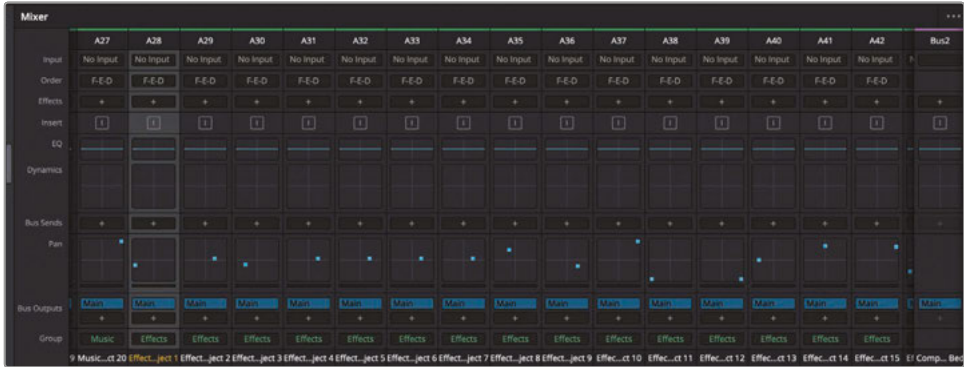 Mixer
A27 A28 A29 A30 A31 A32 A33 A34 A35 A36 A37 A38 A39 A40 A41 A42 Bus2
Input No Input No Input No Input No Input No Input No Input No Input No Input No Input No Input No Input No Input No Input No Input No Input No Input
Order F-E-D F-E-D F-E-D F-E-D F-E-D F-E-D F-E-D F-E-D F-E-D F-E-D F-E-D F-E-D F-E-D F-E-D F-E-D F-E-D
Effects + + + + + + + + + + + + + + + + +
Insert I I I I I I I I I I I I I I I I I
EQ
Dynamics
Bus Sends + + + + + + + + + + + + + + + + +
Pan
Main... Main... Main... Main... Main... Main... Main... Main... Main... Main... Main... Main... Main... Main... Main... Main... Main...
Bus Outputs + + + + + + + + + + + + + + + + +
Group Music Effects Effects Effects Effects Effects Effects Effects Effects Effects Effects Effects Effects Effects Effects Effects
9 Music...ct 20 Effect...ject 1 Effect...ject 2 Effect...ject 3 Effect...ject 4 Effect...ject 5 Effect...ject 6 Effect...ject 7 Effect...ject 8 Effect...ject 9 Effec...ct 10 Effec...ct 11 Effec...ct 12 Effec...ct 13 Effec...ct 14 Effec...ct 15 Comp... Bed